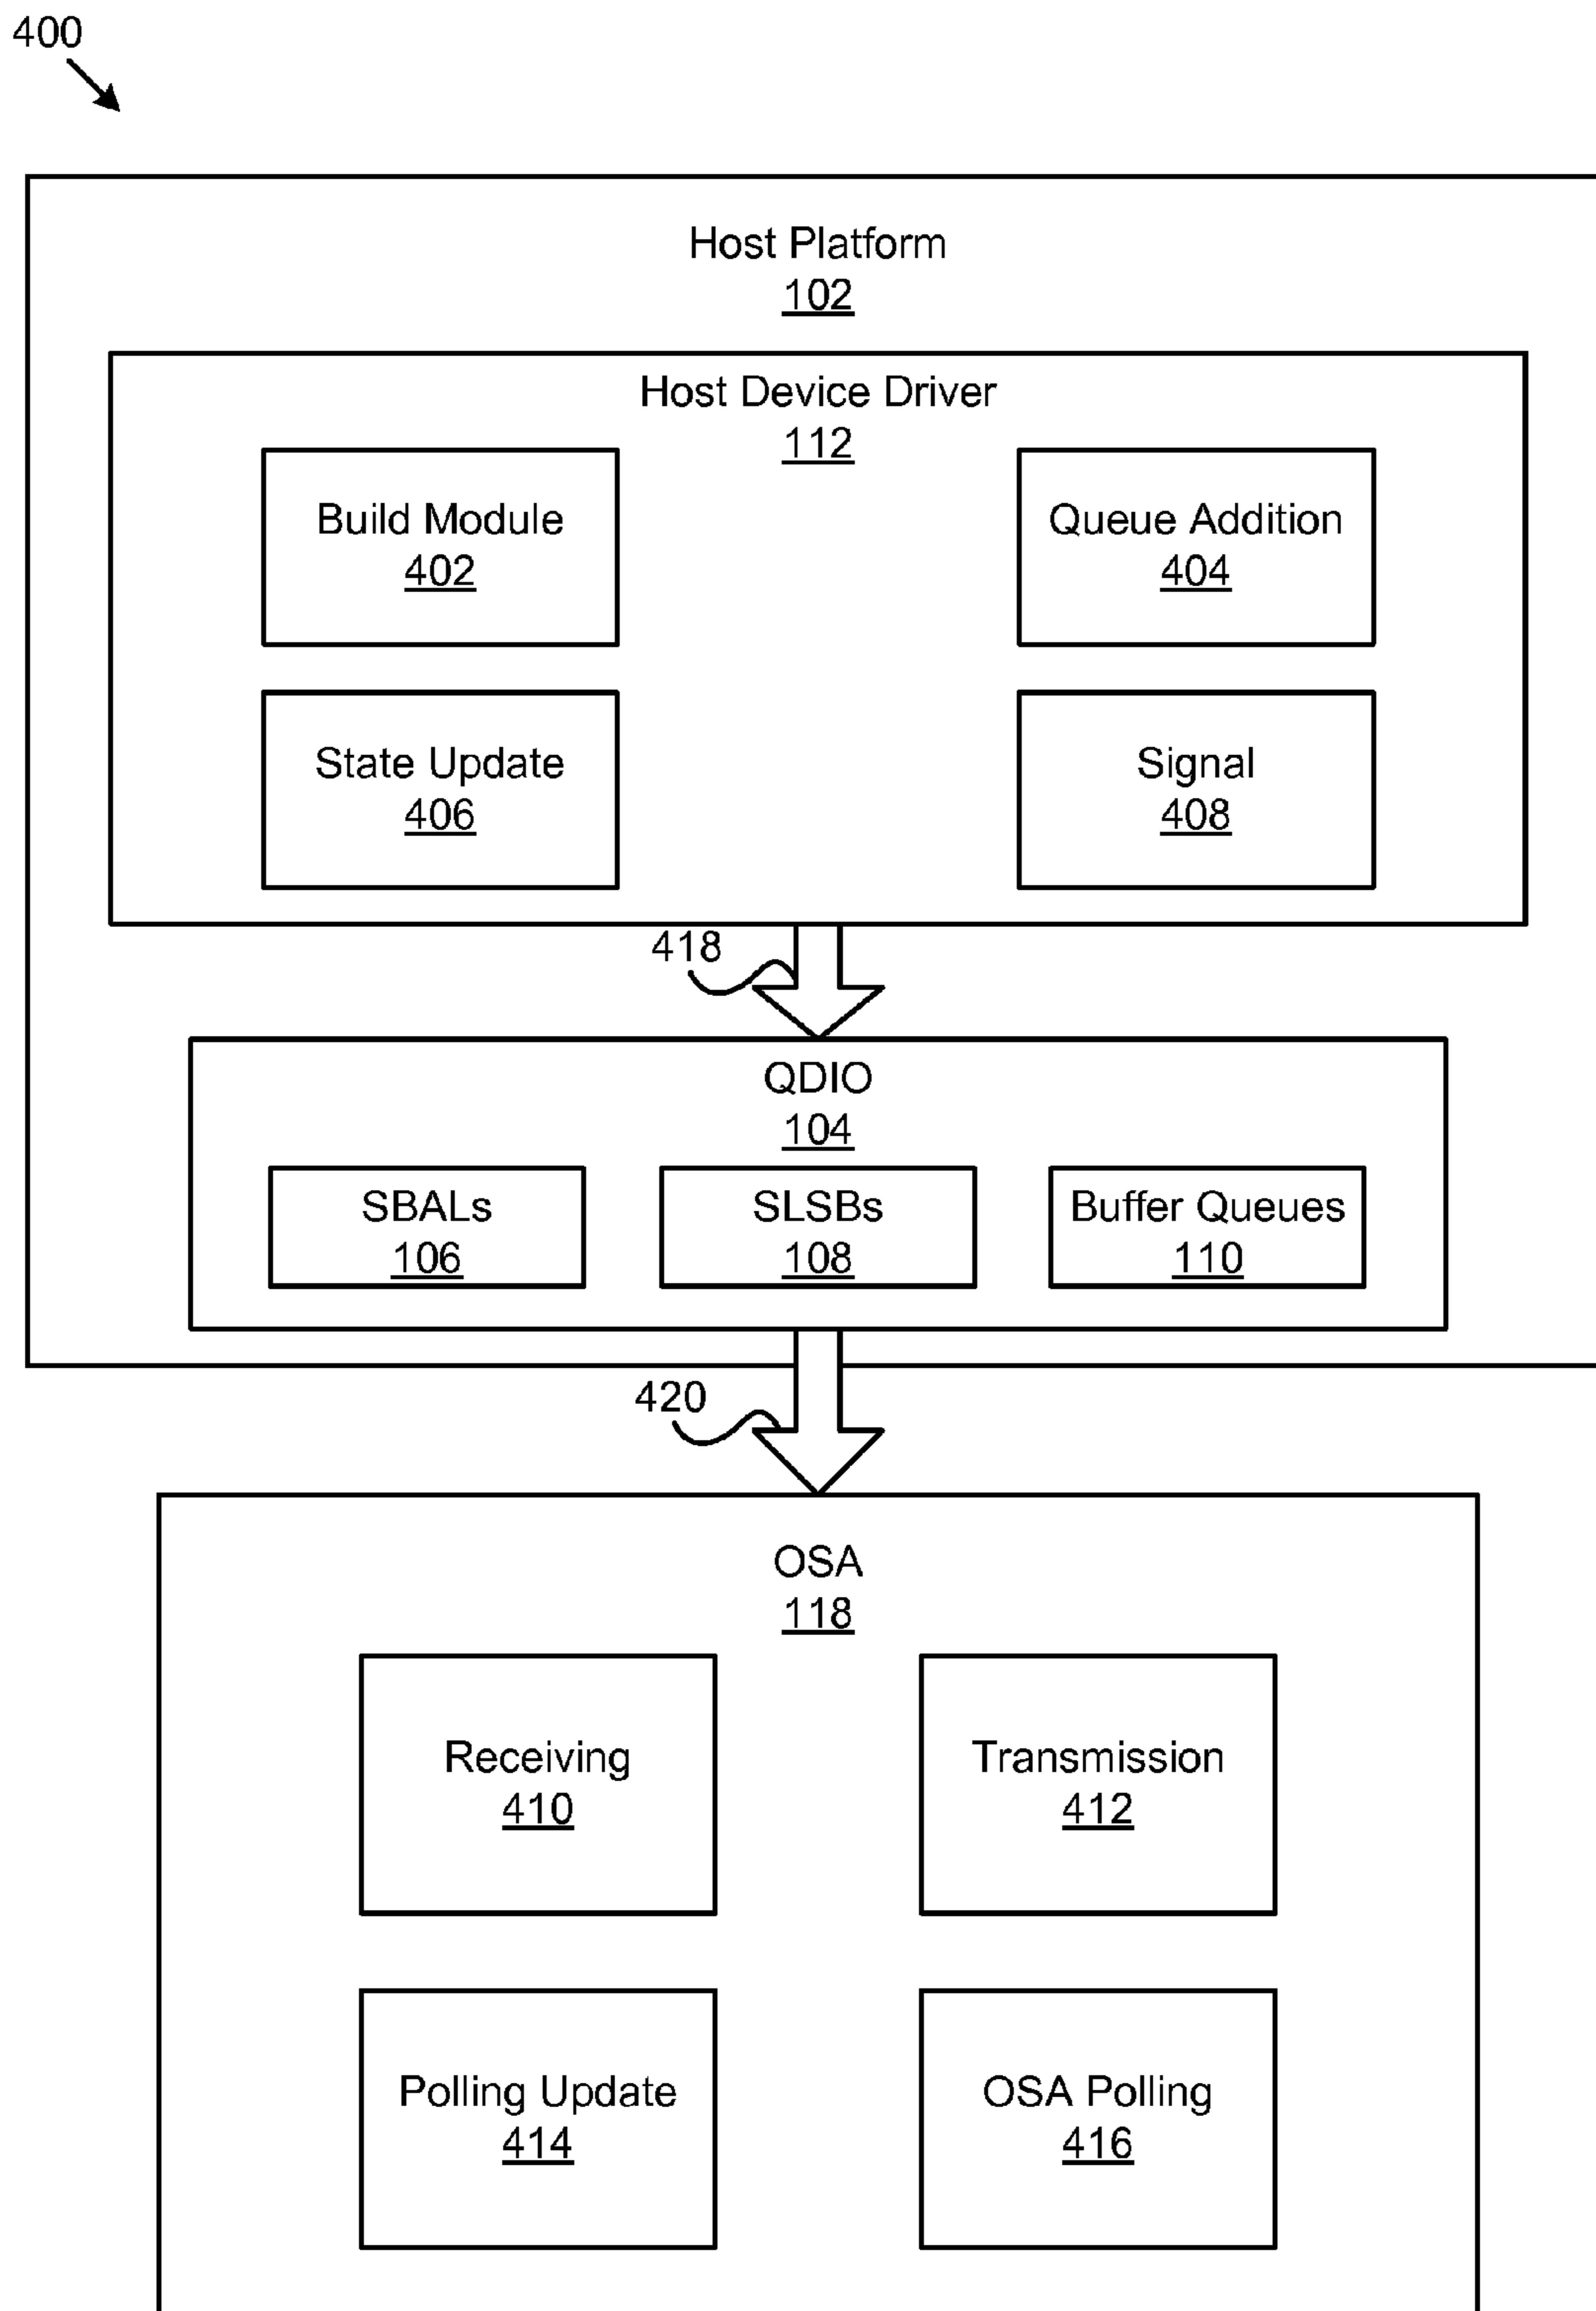 400
Host Platform
102
Host Device Driver
112
Build Module
402
Queue Addition
404
State Update
406
Signal
408
418
QDIO
104
SBALs
106
SLSBs
108
Buffer Queues
110
420
OSA
118
Receiving
410
Transmission
412
Polling Update
414
OSA Polling
416